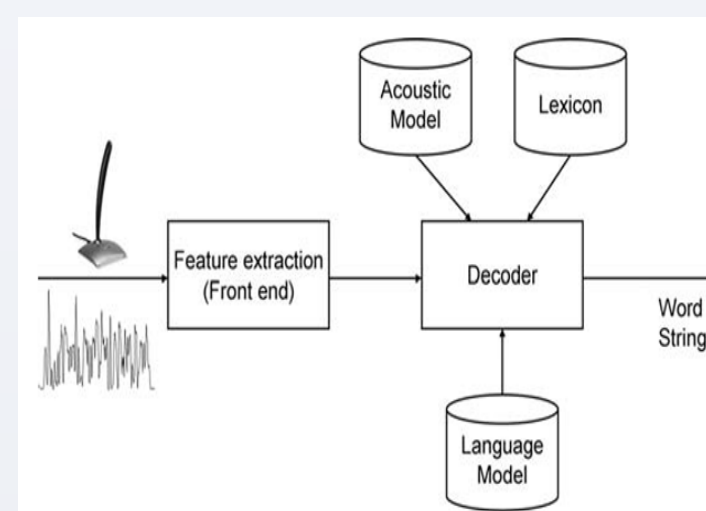 Acoustic
Model
Lexicon
Feature extraction
(Front end)
Decoder
Word
String
Language
Model